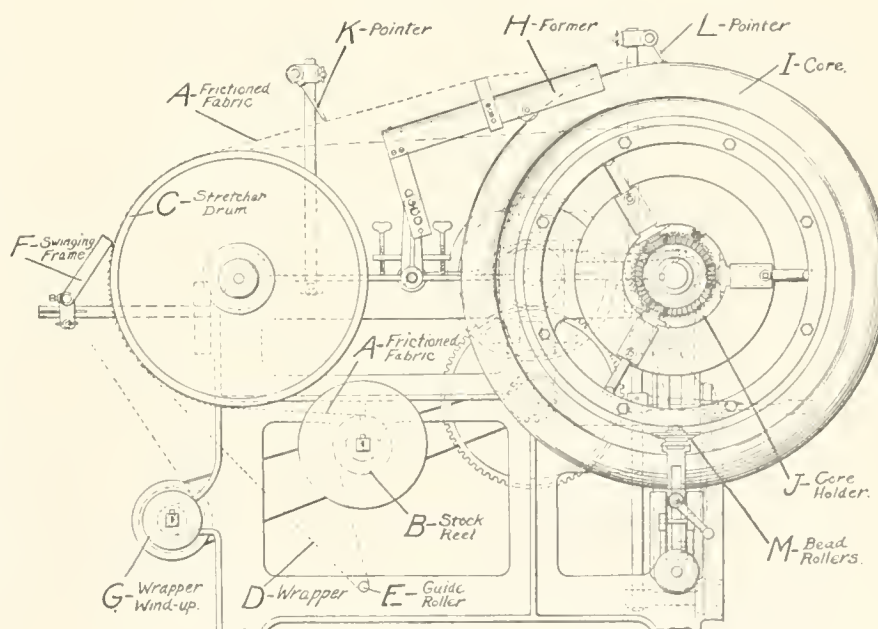 K-Pointer
H-Former
L-Pointer
I-Core.
A-Frictioned
Fabric
C-Stretcher
Drum
F-Swinging
Frame
A-Frictioned
Fabric
B-Stock
Reel
J-Core
Holder.
M-Bead
Rollers.
G-Wrapper
Wind-up.
D-Wrapper
E-Guide
Roller